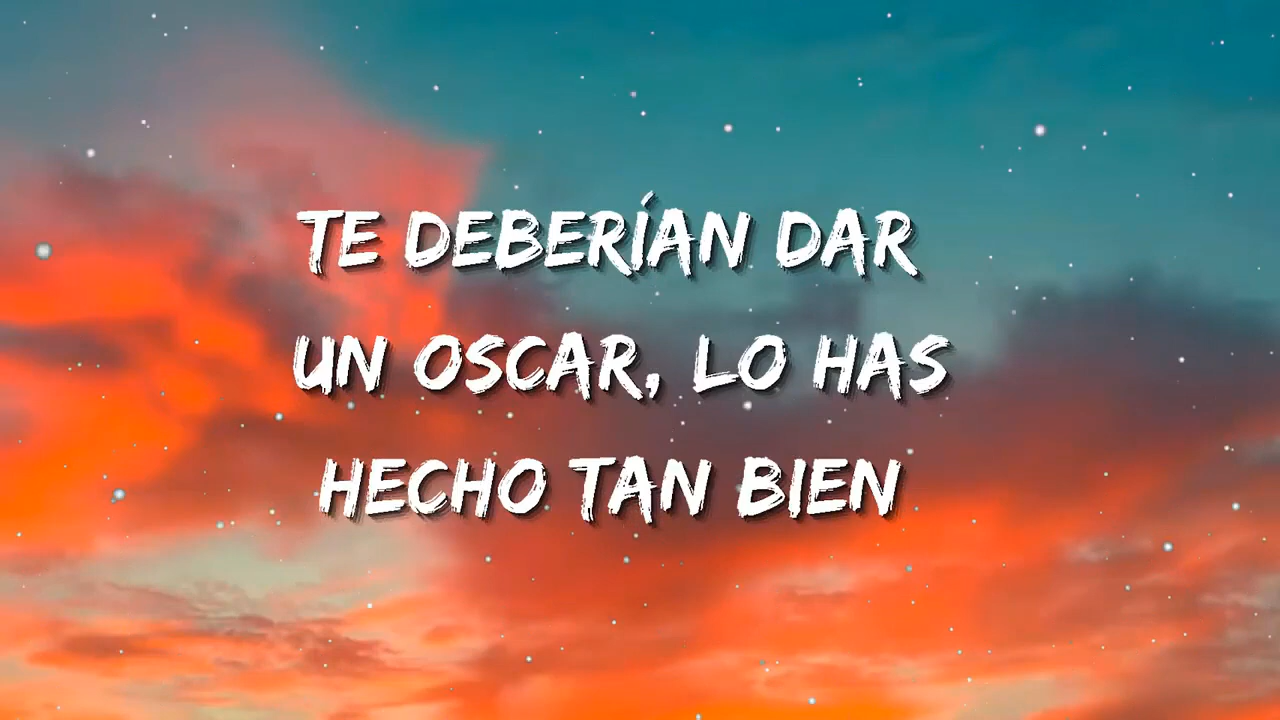 TE DEBERÍAN DAR
UN OSCAR, LO HAS
HECHO TAN BIEN